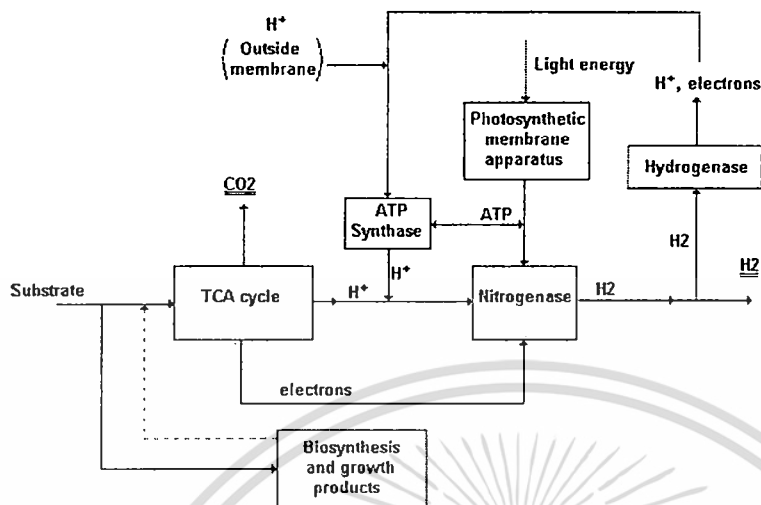 H+
( Outside
membrane )
Light energy
H+, electrons
Photosynthetic
membrane
apparatus
Hydrogenase
CO2
ATP
Synthase
ATP
H2
H+
H2
Substrate
TCA cycle
H+
Nitrogenase
H2
electrons
Biosynthesis
and growth
products